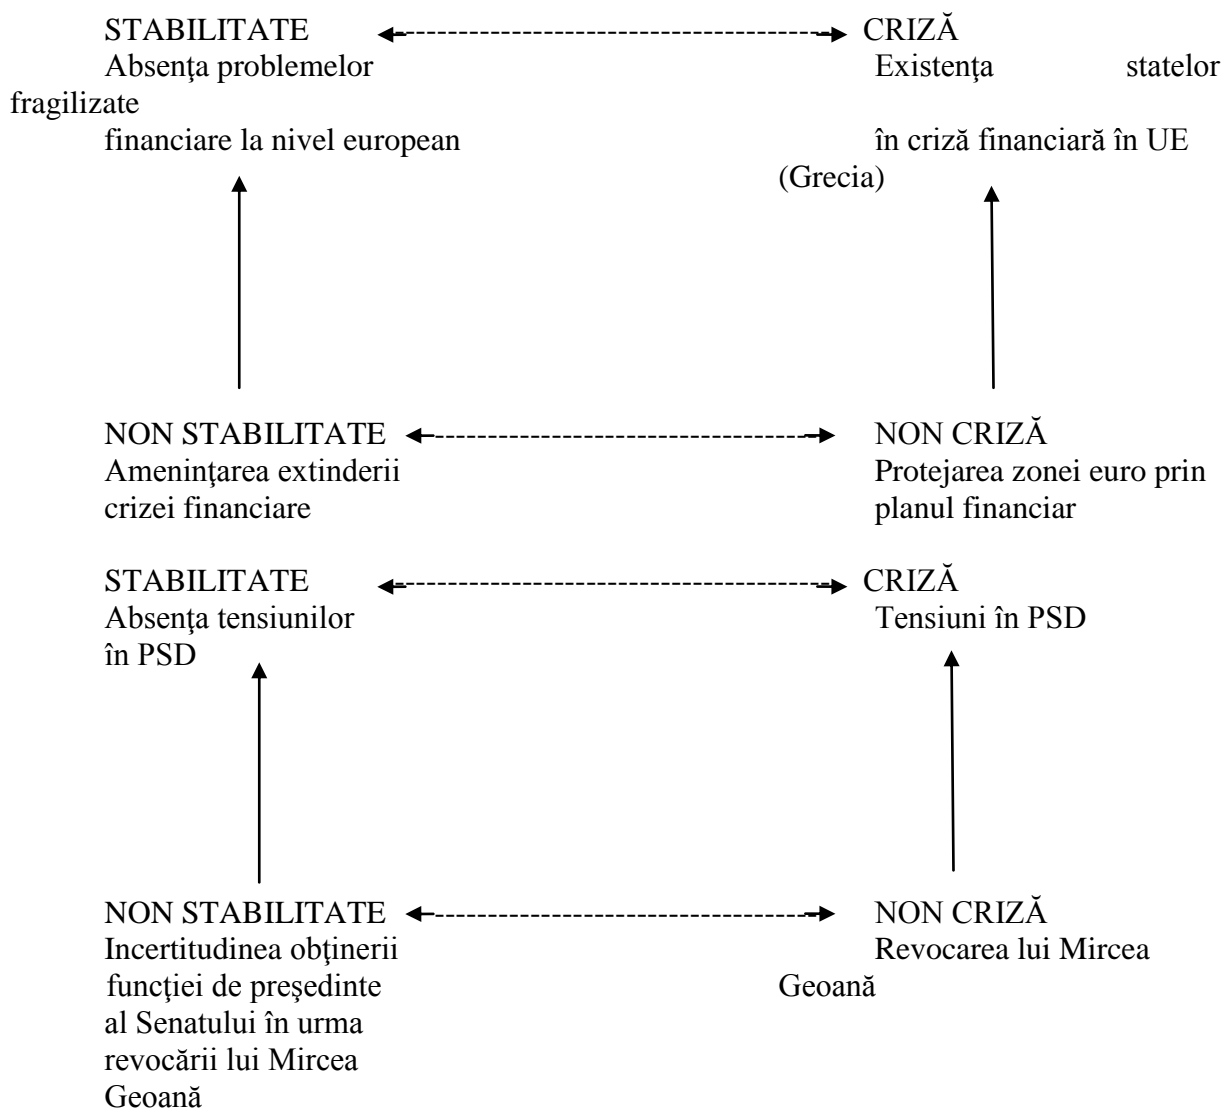 STABILITATE CRIZĂ
Absenţa problemelor Existenţa statelor
fragilizate
financiare la nivel european în criză financiară în UE
(Grecia)
NON STABILITATE NON CRIZĂ
Ameninţarea extinderii Protejarea zonei euro prin
crizei financiare planul financiar
STABILITATE CRIZĂ
Absenţa tensiunilor Tensiuni în PSD
în PSD
NON STABILITATE NON CRIZĂ
Incertitudinea obţinerii Revocarea lui Mircea
funcţiei de preşedinte Geoană
al Senatului în urma
revocării lui Mircea
Geoană